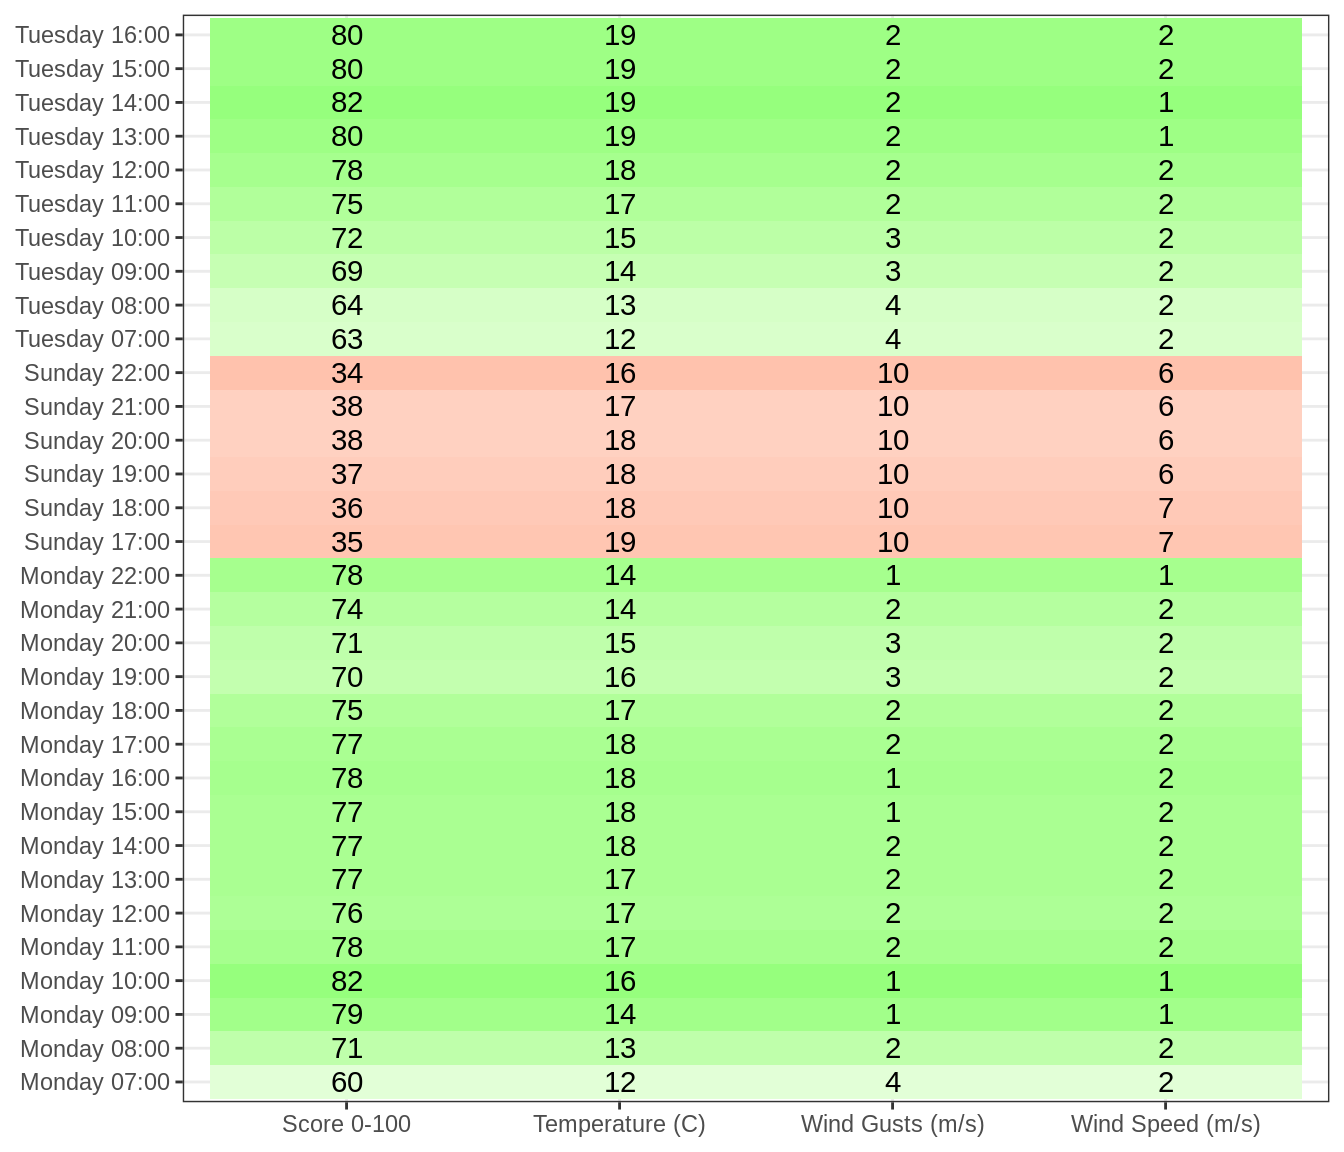 Tuesday 16:00 80 19 2 2
Tuesday 15:00 80 19 2 2
Tuesday 14:00 82 19 2 1
Tuesday 13:00 80 19 2 1
Tuesday 12:00 78 18 2 2
Tuesday 11:00 75 17 2 2
Tuesday 10:00 72 15 3 2
Tuesday 09:00 69 14 3 2
Tuesday 08:00 64 13 4 2
Tuesday 07:00 63 12 4 2
Sunday 22:00 34 16 10 6
Sunday 21:00 38 17 10 6
Sunday 20:00 38 18 10 6
Sunday 19:00 37 18 10 6
Sunday 18:00 36 18 10 7
Sunday 17:00 35 19 10 7
Monday 22:00 78 14 1 1
Monday 21:00 74 14 2 2
Monday 20:00 71 15 3 2
Monday 19:00 70 16 3 2
Monday 18:00 75 17 2 2
Monday 17:00 77 18 2 2
Monday 16:00 78 18 1 2
Monday 15:00 77 18 1 2
Monday 14:00 77 18 2 2
Monday 13:00 77 17 2 2
Monday 12:00 76 17 2 2
Monday 11:00 78 17 2 2
Monday 10:00 82 16 1 1
Monday 09:00 79 14 1 1
Monday 08:00 71 13 2 2
Monday 07:00 60 12 4 2
Score 0-100 Temperature (C) Wind Gusts (m/s) Wind Speed (m/s)